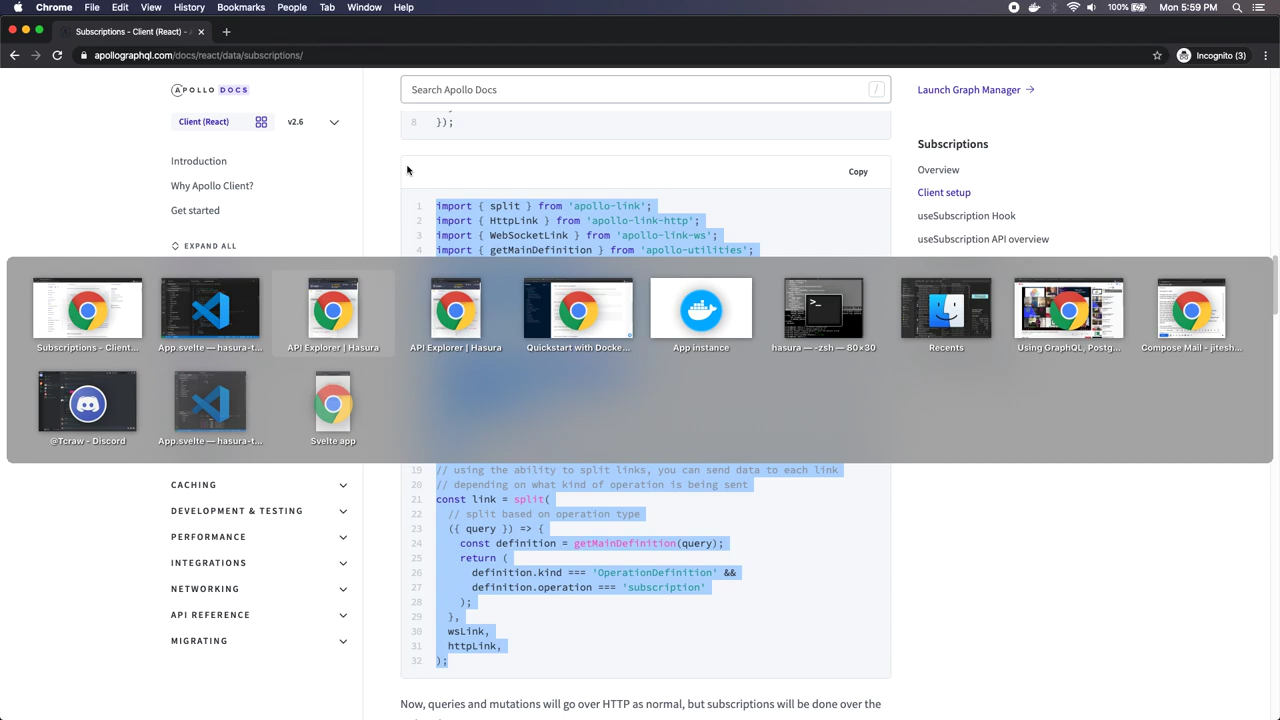 Chrome File Edit View History Bookmarks People Tab Window Help 100% Mon 5:59 PM
Subscriptions - Client (React) -
apollographql.com/docs/react/data/subscriptions/ Incognito (3)
APOLLO DOCS
Search Apollo Docs /
Launch Graph Manager
Client (React) v2.6
8 });
Introduction
Why Apollo Client?
Get started
EXPAND ALL
Copy
Subscriptions
Overview
Client setup
useSubscription Hook
useSubscription API overview
1 import { split } from 'apollo-link';
2 import { HttpLink } from 'apollo-link-http';
3 import { WebSocketLink } from 'apollo-link-ws';
4 import { getMainDefinition } from 'apollo-utilities';
Subscriptions - Client... App.svelte — hasura-t... API Explorer | Hasura API Explorer | Hasura Quickstart with Docke... App instance hasura — -zsh — 80×30 Recents Using GraphQL, Postg... Compose Mail - jitesh...
@Tcraw - Discord App.svelte — hasura-t... Svelte app
19 // using the ability to split links, you can send data to each link
20 // depending on what kind of operation is being sent
21 const link = split(
22 // split based on operation type
23 ({ query }) => {
24 const definition = getMainDefinition(query);
25 return (
26 definition.kind === 'OperationDefinition' &&
27 definition.operation === 'subscription'
28 );
29 },
30 wsLink,
31 httpLink,
32 );
CACHING
DEVELOPMENT & TESTING
PERFORMANCE
INTEGRATIONS
NETWORKING
API REFERENCE
MIGRATING
Now, queries and mutations will go over HTTP as normal, but subscriptions will be done over the